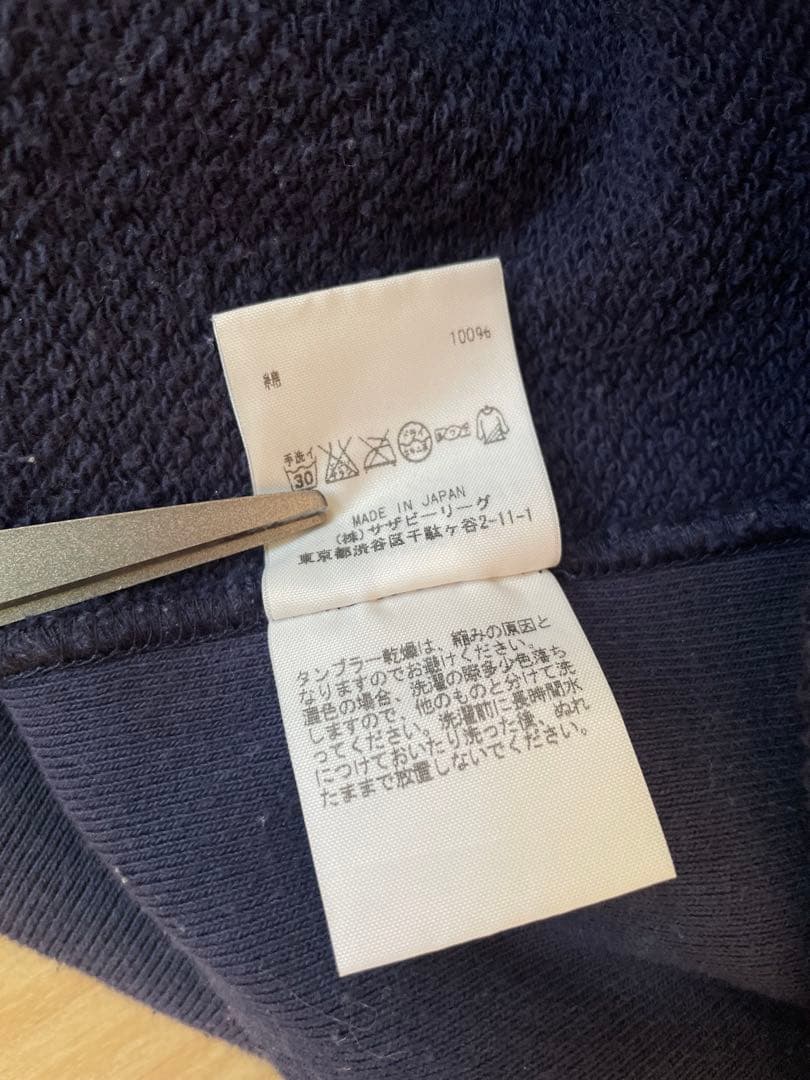 綿 100%
手洗イ
30
MADE IN JAPAN
(株)サザビーリーグ
東京都渋谷区千駄ヶ谷2-11-1
タンブラー乾燥は、縮みの原因と
なりますのでお避けください。
濃色の場合、洗濯の際多少色落ち
しますので、他のものと分けて洗
ってください。洗濯前に長時間水
につけておいたり洗った後、ぬれ
たままで放置しないでください。